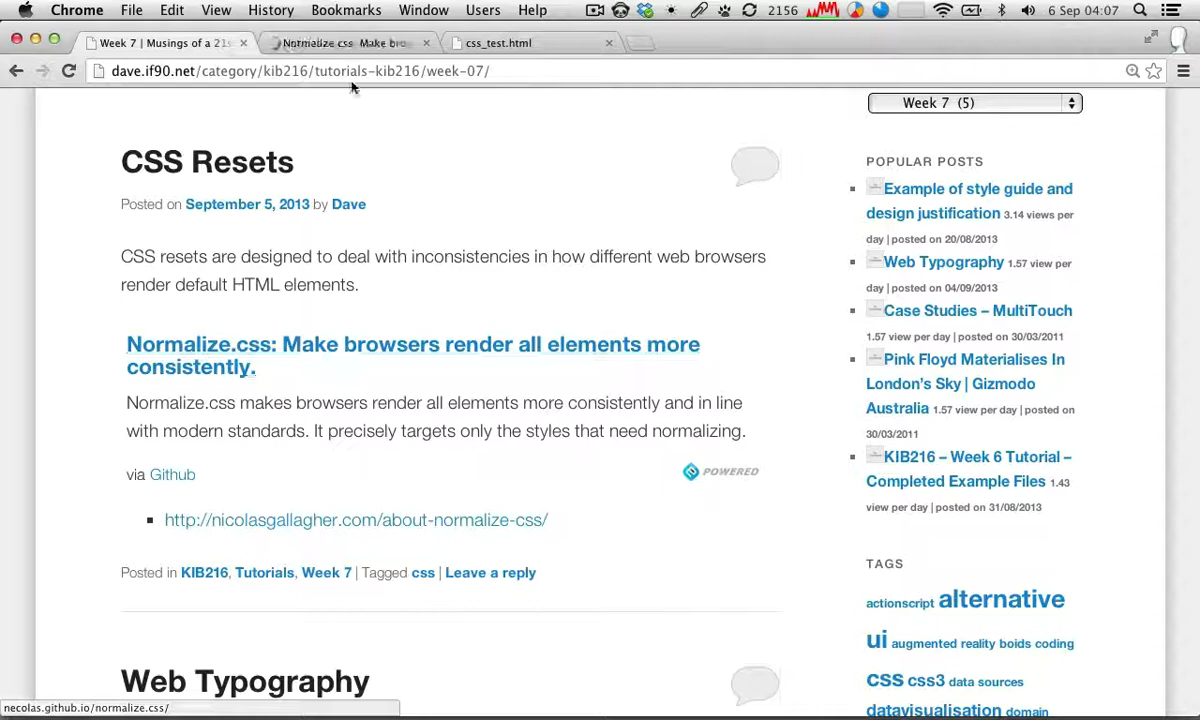 Chrome File Edit View History Bookmarks Window Users Help 2156 6 Sep 04:07
Week 7 | Musings of a 21s
Normalize css Make bro
css_test.html
dave.if90.net/category/kib216/tutorials-kib216/week-07/
Week 7 (5)
CSS Resets
Posted on September 5, 2013 by Dave
CSS resets are designed to deal with inconsistencies in how different web browsers
render default HTML elements.
Normalize.css: Make browsers render all elements more
consistently.
Normalize.css makes browsers render all elements more consistently and in line
with modern standards. It precisely targets only the styles that need normalizing.
via Github
POWERED
http://nicolasgallagher.com/about-normalize-css/
Posted in KIB216, Tutorials, Week 7 | Tagged css | Leave a reply
Web Typography
POPULAR POSTS
Example of style guide and
design justification 3.14 views per
day | posted on 20/08/2013
Web Typography 1.57 view per
day | posted on 04/09/2013
Case Studies – MultiTouch
1.57 view per day | posted on 30/03/2011
Pink Floyd Materialises In
London's Sky | Gizmodo
Australia 1.57 view per day | posted on
30/03/2011
KIB216 – Week 6 Tutorial –
Completed Example Files 1.43
view per day | posted on 31/08/2013
TAGS
actionscript alternative
ui augmented reality boids coding
css css3 data sources
datavisualisation domain
necolas.github.io/normalize.css/